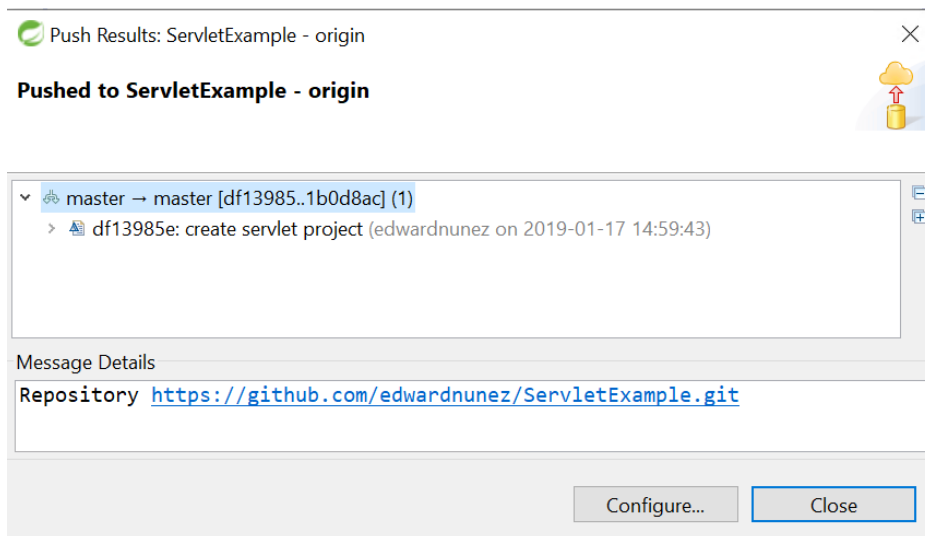 Push Results: ServletExample - origin
Pushed to ServletExample - origin
master → master [df13985..1b0d8ac] (1)
df13985e: create servlet project (edwardnunez on 2019-01-17 14:59:43)
Message Details
Repository https://github.com/edwardnunez/ServletExample.git
Configure... Close